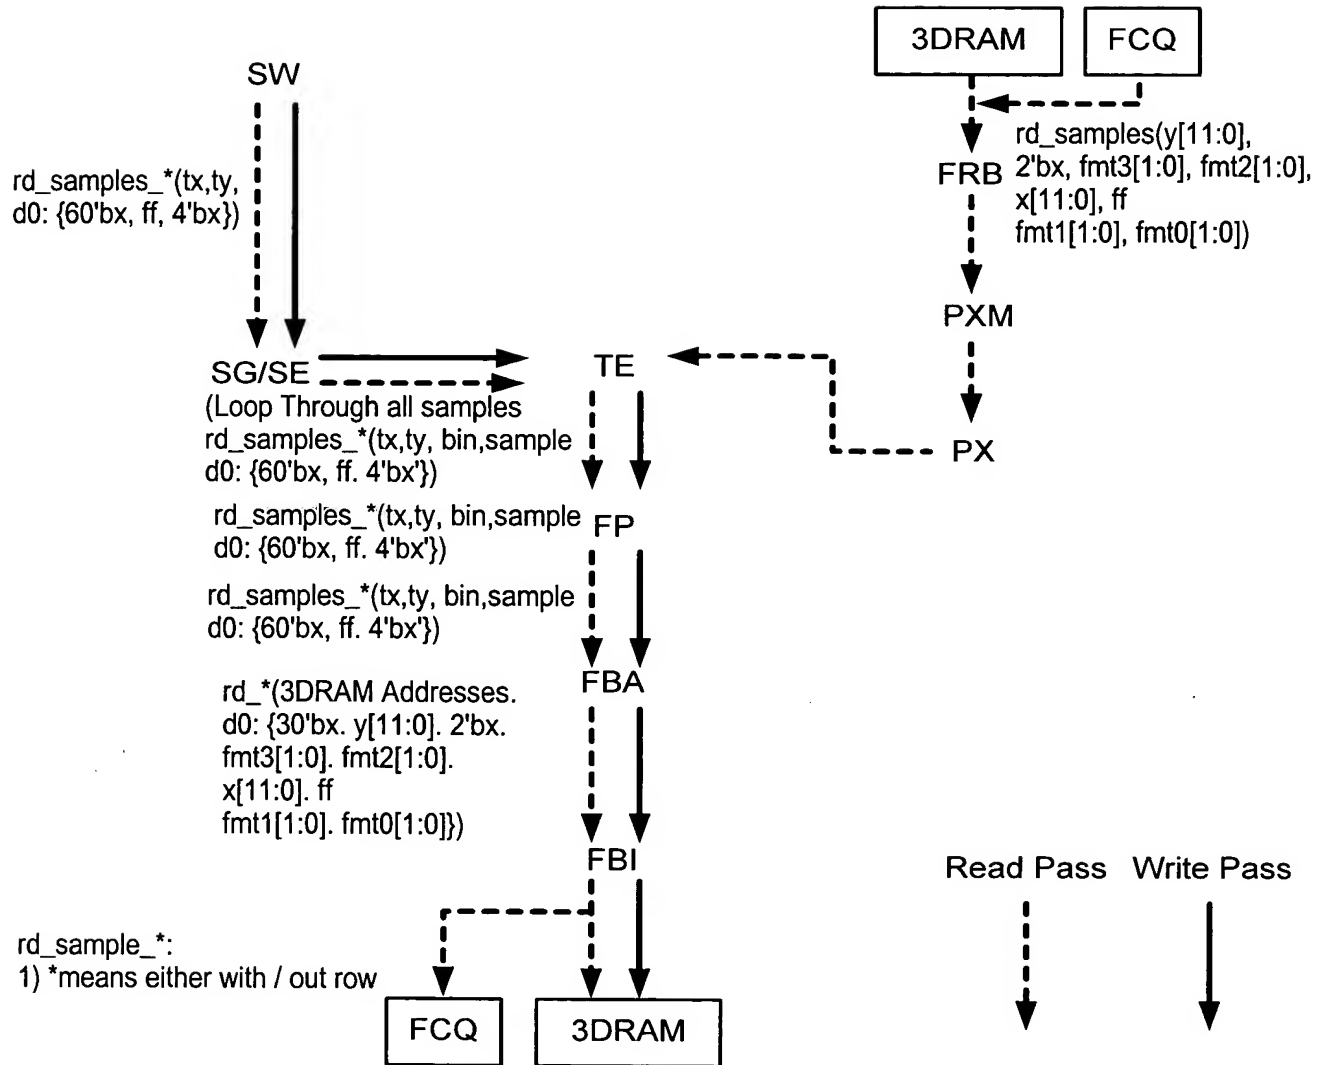 3DRAM
FCQ
SW
rd_samples(y[11:0],
2'bx, fmt3[1:0], fmt2[1:0],
x[11:0], ff
fmt1[1:0], fmt0[1:0])
FRB
rd_samples_*(tx,ty,
d0: {60'bx, ff, 4'bx})
PXM
SG/SE
TE
(Loop Through all samples
rd_samples_*(tx,ty, bin,sample
d0: {60'bx, ff. 4'bx'})
PX
rd_samples_*(tx,ty, bin,sample
d0: {60'bx, ff. 4'bx'})
FP
rd_samples_*(tx,ty, bin,sample
d0: {60'bx, ff. 4'bx'})
FBA
rd_*(3DRAM Addresses.
d0: {30'bx. y[11:0]. 2'bx.
fmt3[1:0]. fmt2[1:0].
x[11:0]. ff
fmt1[1:0]. fmt0[1:0]})
FBI
Read Pass
Write Pass
rd_sample_*:
1) *means either with / out row
FCQ
3DRAM